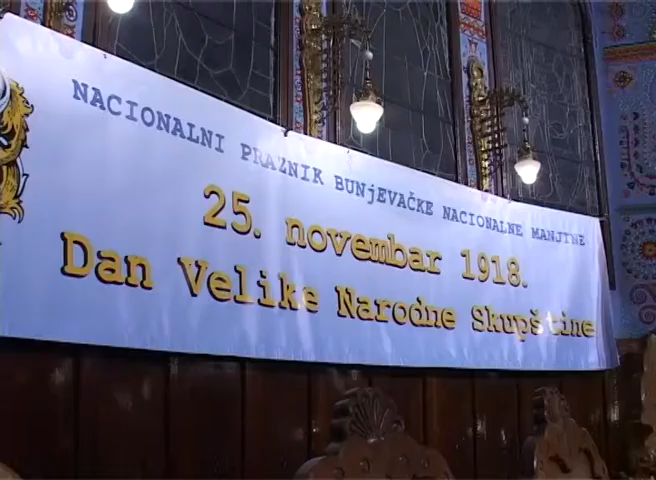 NACIONALNI PRAZNIK BUNJEVAČKE NACIONALNE MANJINE
25. novembar 1918.
Dan Velike Narodne Skupštine